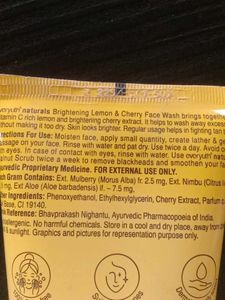 everyuth naturals Brightening Lemon & Cherry Face Wash brings togeth
vitamin C rich lemon and brightening cherry extract. It helps to wash away exces
without making it too dry. Skin looks brighter. Regular usage helps in fighting tan
Directions For Use: Moisten face, apply small quantity, create lather & ge
massage on your face. Rinse with water and pat dry. Use twice a day. Avoid c
with eyes. In case of contact with eyes, rinse with water. Use everyuth natural
Walnut Scrub twice a week to remove blackheads and smoothen your fa
Ayurvedic Proprietary Medicine. FOR EXTERNAL USE ONLY.
Each Gram Contains: Ext. Mulberry (Morus Alba) fr. 2.5 mg, Ext. Nimbu (Citrus l
mg, Ext Aloe (Aloe barbadensis) lf. – 7.5 mg,
Other Ingredients: Phenoxyethanol, Ethylhexylglycerin, Cherry Extract, Parfum
Base, CI 19140.
Reference: Bhavprakash Nighantu, Ayurvedic Pharmacopoeia of India.
No harmful chemicals. Store in a cool and dry place, away from
& sunlight. Graphics and pictures for representation purpose only.